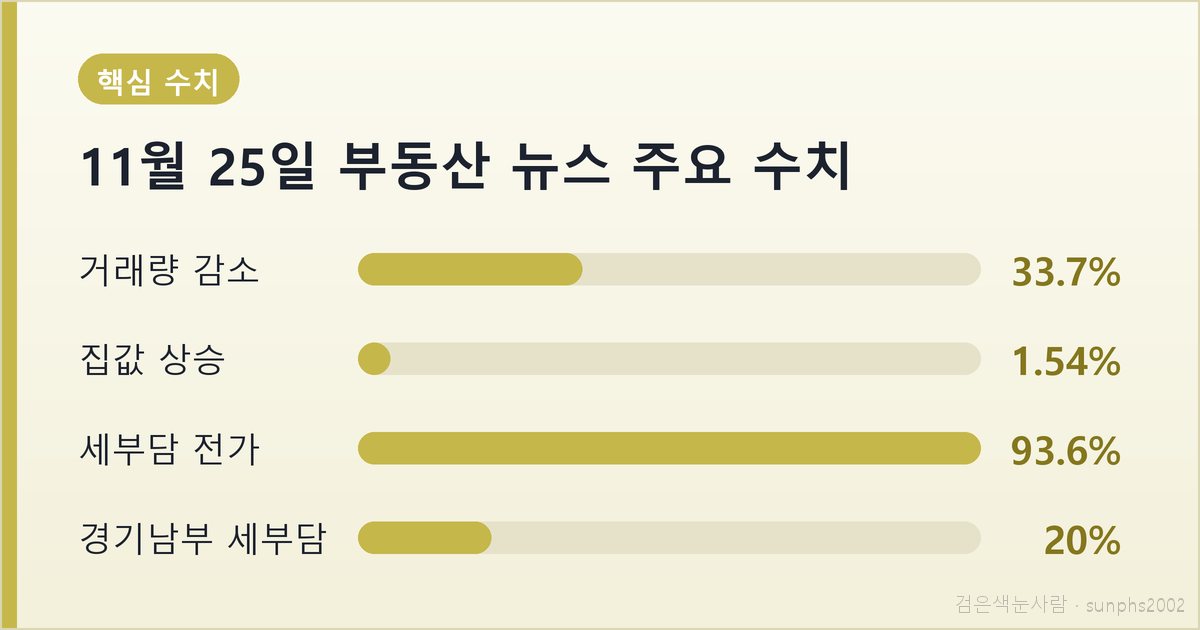 핵심 수치
11월 25일 부동산 뉴스 주요 수치
거래량 감소 33.7%
집값 상승 1.54%
세부담 전가 93.6%
경기남부 세부담 20%
검은색눈사람 · sunphs2002